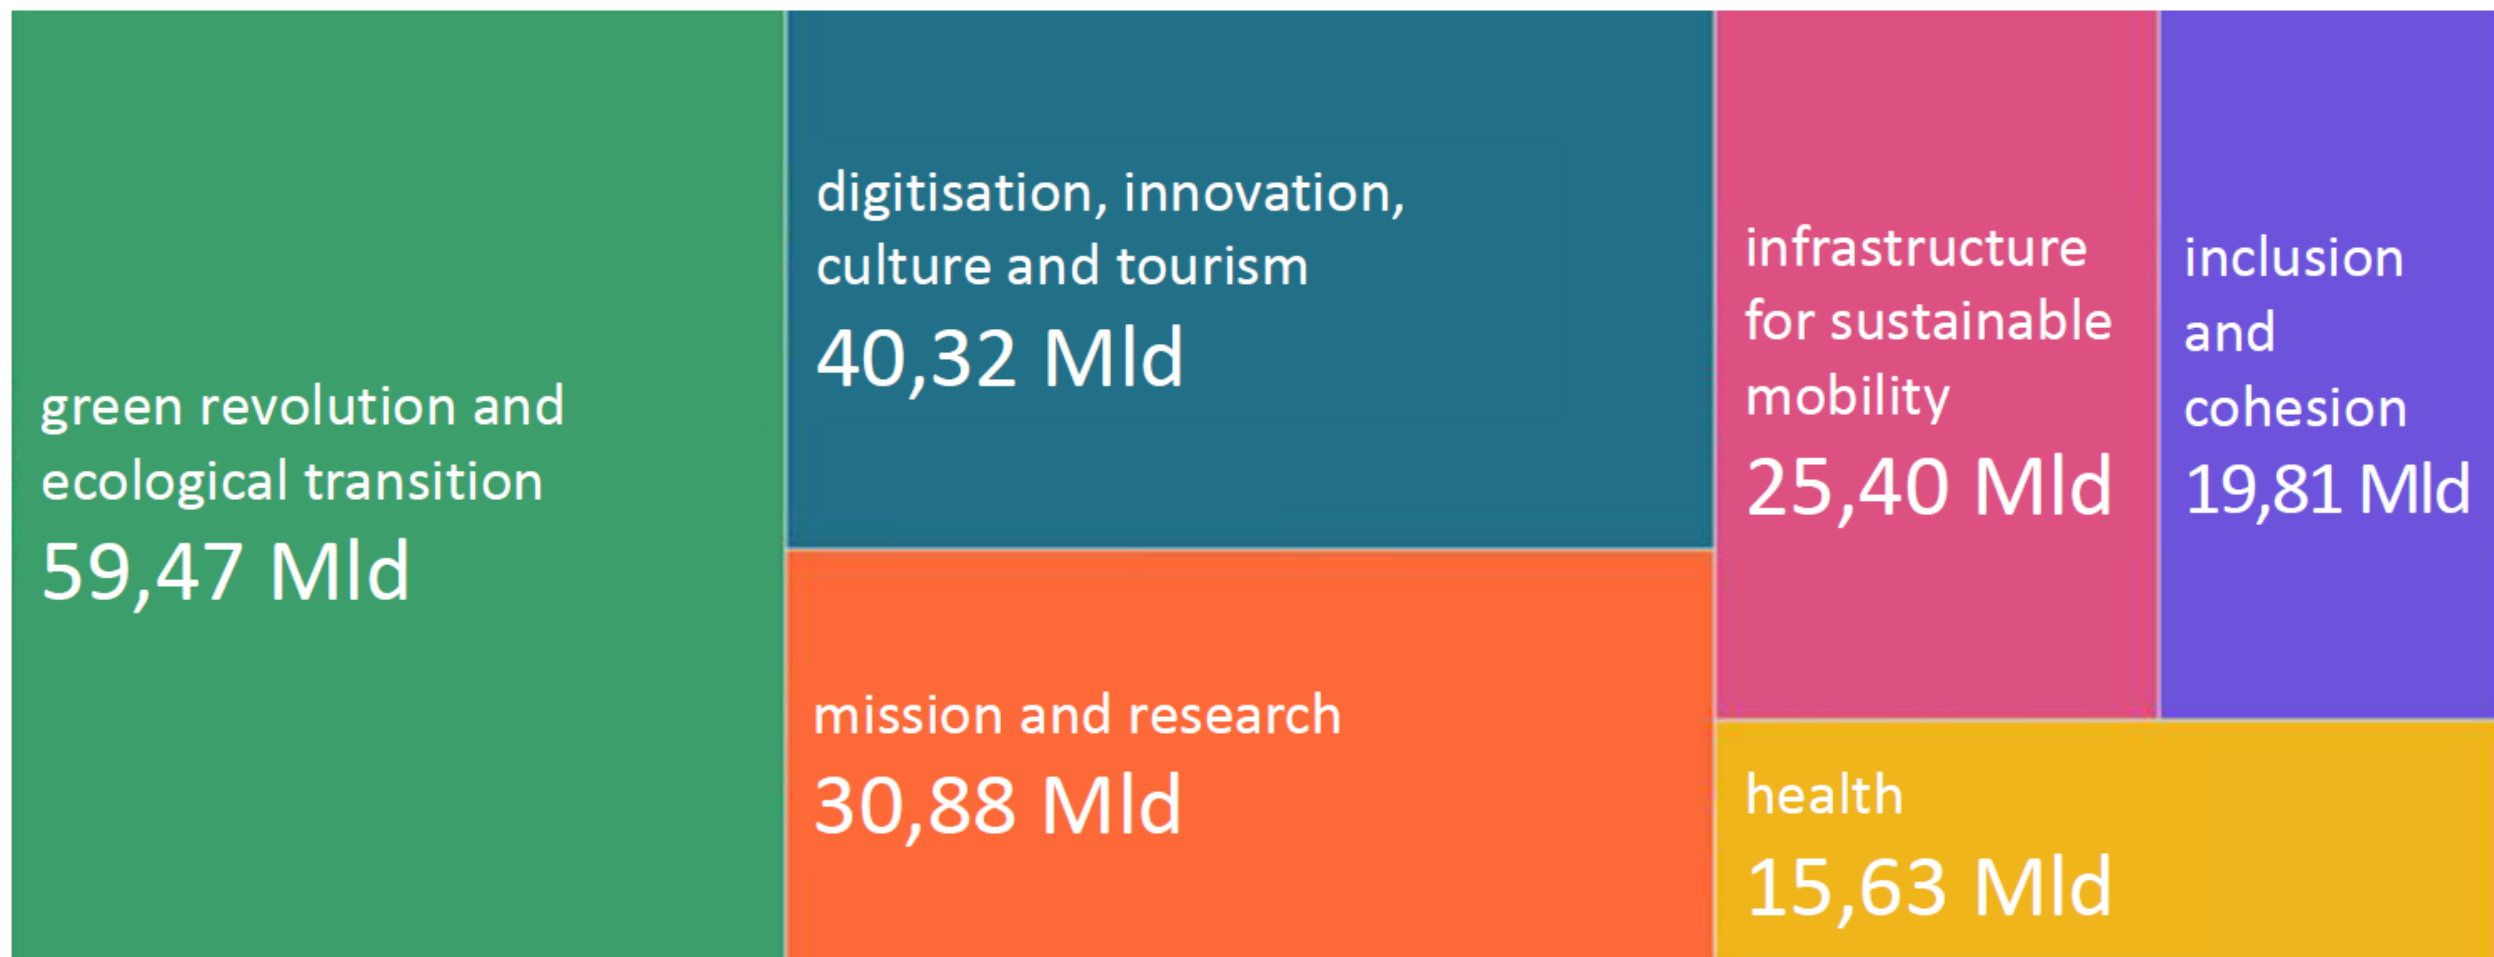 green revolution and
ecological transition
59,47 Mld
digitisation, innovation,
culture and tourism
40,32 Mld
mission and research
30,88 Mld
infrastructure
for sustainable
mobility
25,40 Mld
inclusion
and
cohesion
19,81 Mld
health
15,63 Mld